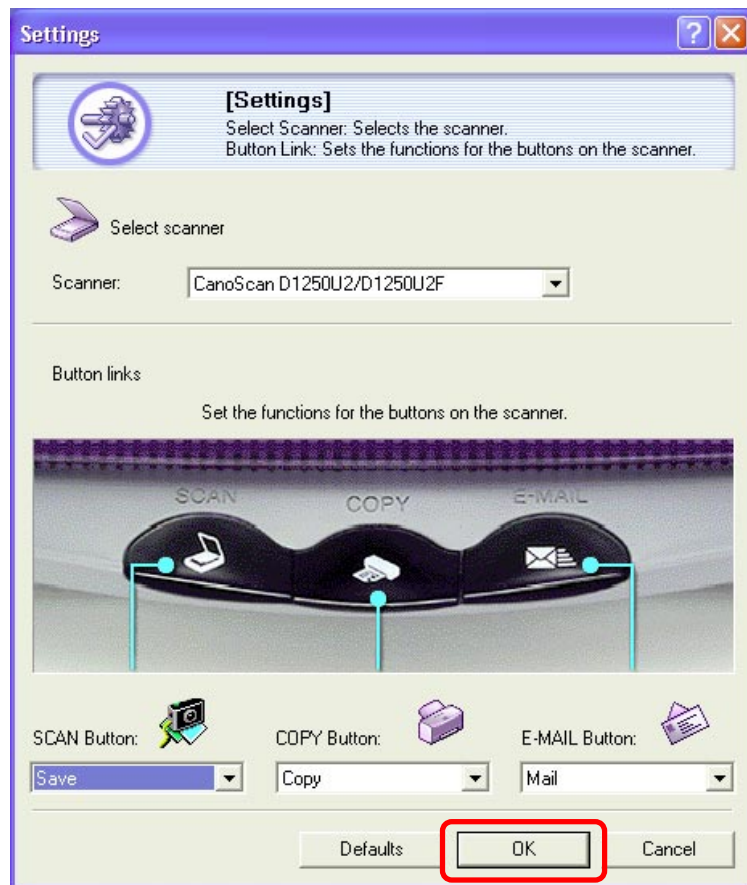 Settings
[Settings]
Select Scanner: Selects the scanner.
Button Link: Sets the functions for the buttons on the scanner.
Select scanner
Scanner: CanoScan D1250U2/D1250U2F
Button links
Set the functions for the buttons on the scanner.
SCAN COPY E-MAIL
SCAN Button: COPY Button: E-MAIL Button:
Save Copy Mail
Defaults OK Cancel